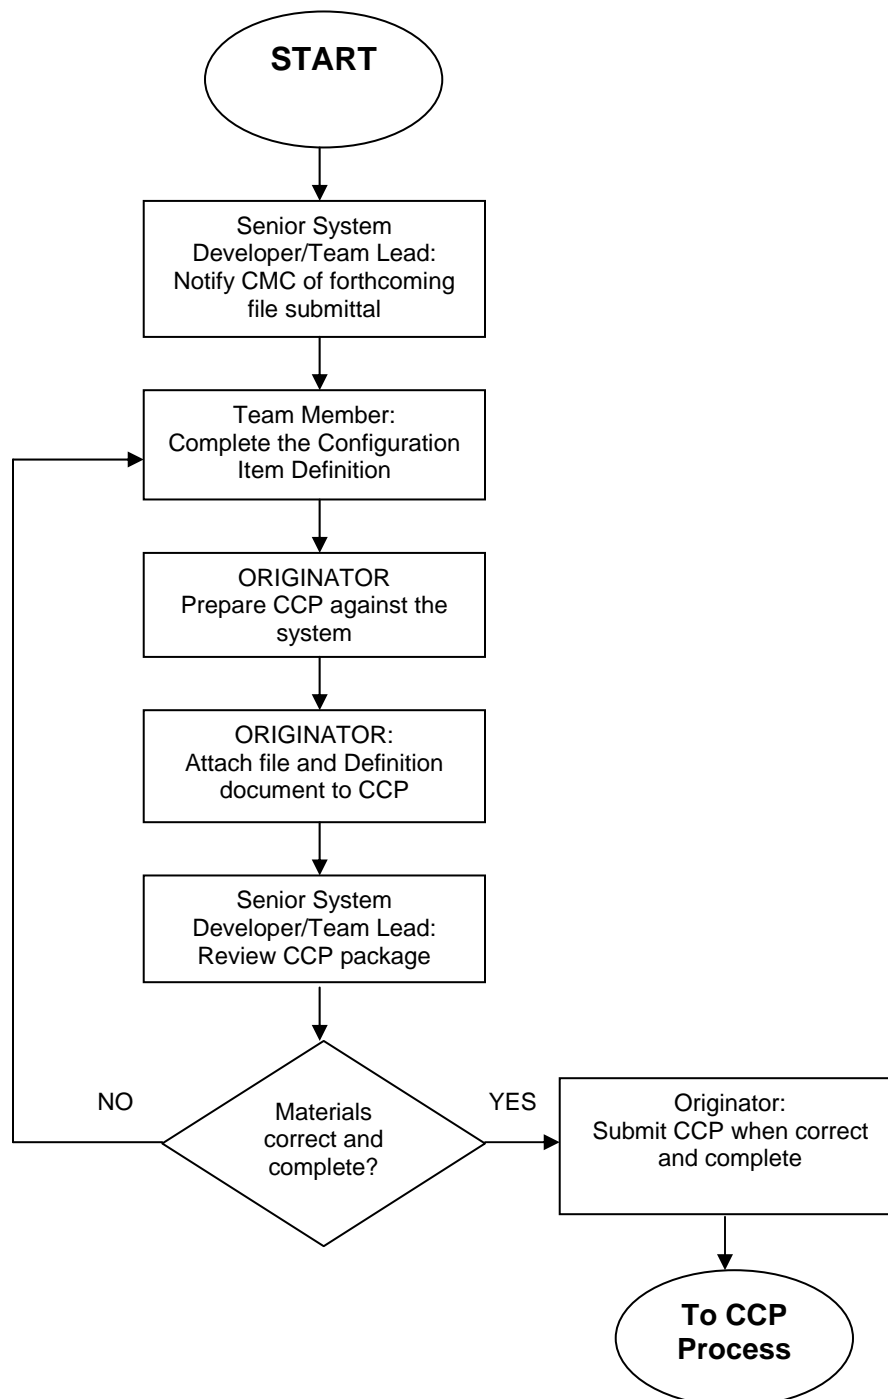 START
Senior System
Developer/Team Lead:
Notify CMC of forthcoming
file submittal
Team Member:
Complete the Configuration
Item Definition
ORIGINATOR
Prepare CCP against the
system
ORIGINATOR:
Attach file and Definition
document to CCP
Senior System
Developer/Team Lead:
Review CCP package
NO
Materials
correct and
complete?
YES
Originator:
Submit CCP when correct
and complete
To CCP
Process